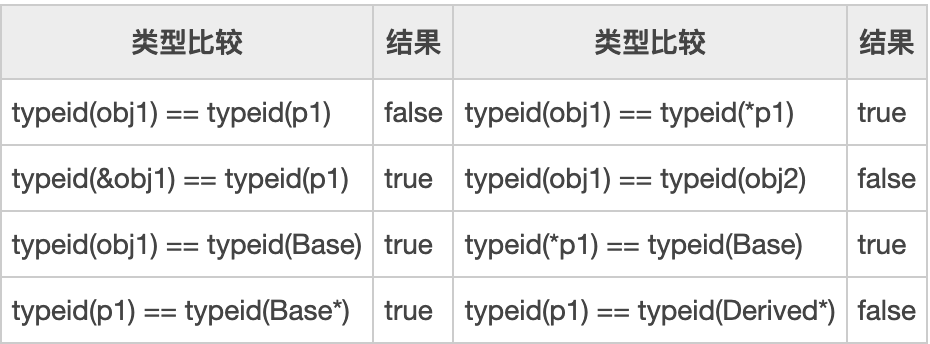 类型比较 结果 类型比较 结果
typeid(obj1) == typeid(p1) false typeid(obj1) == typeid(*p1) true
typeid(&obj1) == typeid(p1) true typeid(obj1) == typeid(obj2) false
typeid(obj1) == typeid(Base) true typeid(*p1) == typeid(Base) true
typeid(p1) == typeid(Base*) true typeid(p1) == typeid(Derived*) false